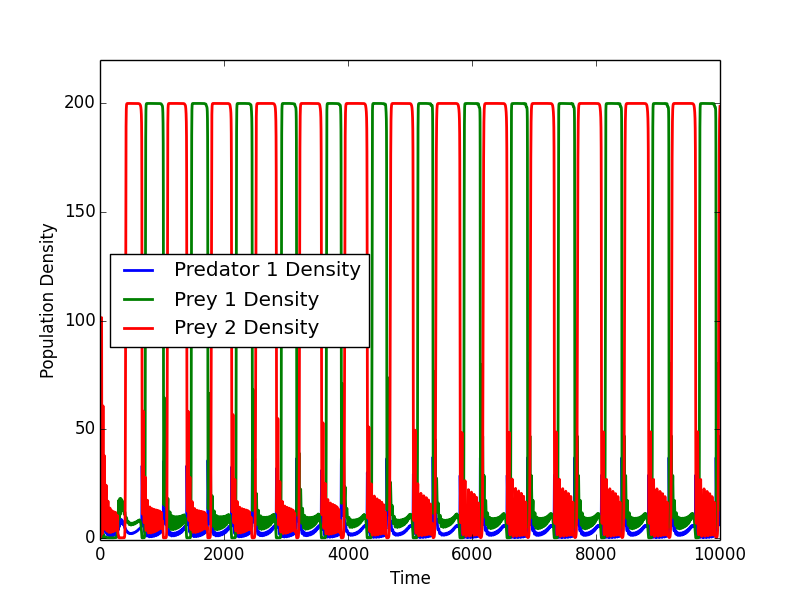 200
150
100
50
0
Population Density
Predator 1 Density
Prey 1 Density
Prey 2 Density
0 2000 4000 6000 8000 10000
Time